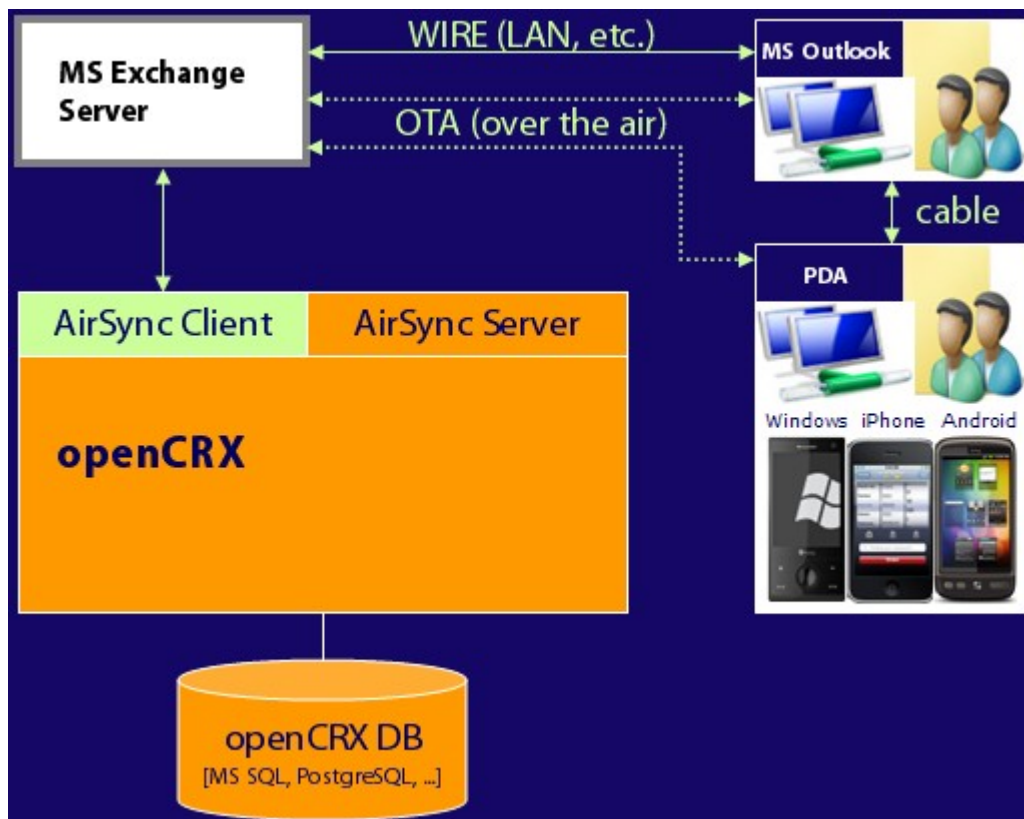 WIRE (LAN, etc.)
MS Exchange
Server
MS Outlook
OTA (over the air)
cable
PDA
AirSync Client
AirSync Server
Windows iPhone Android
openCRX
openCRX DB
[MS SQL, PostgreSQL, ...]